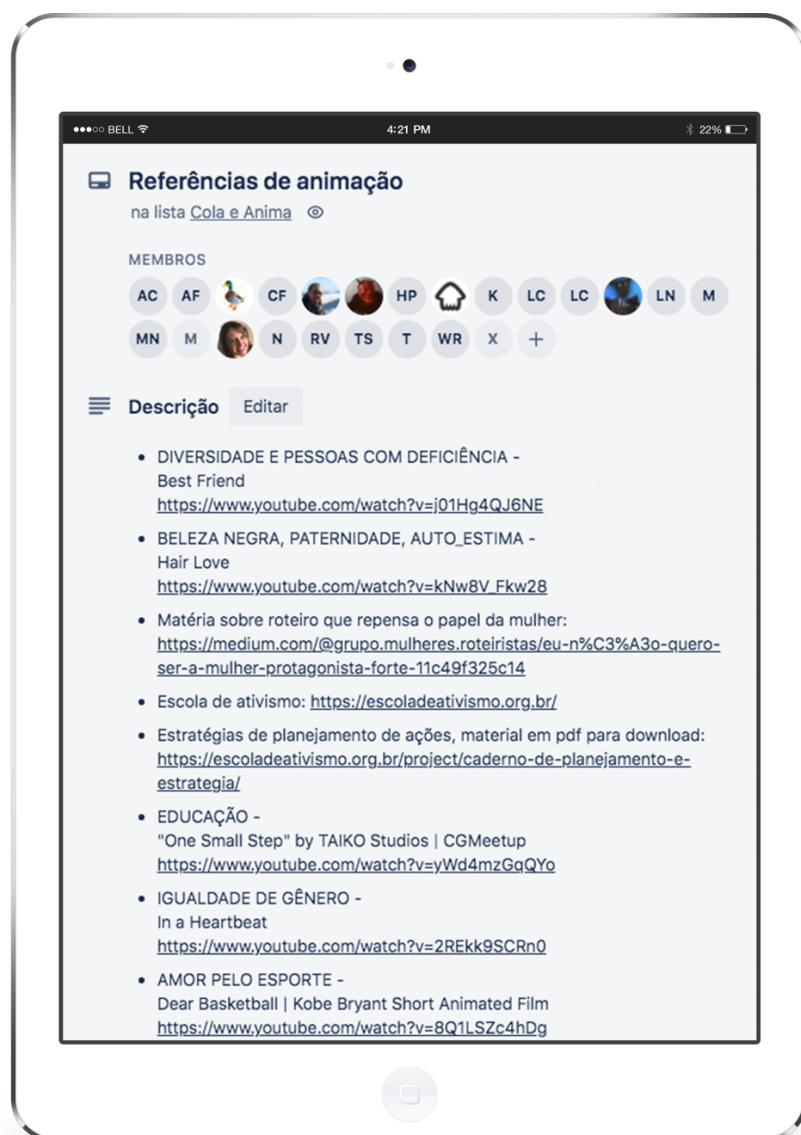 BELL 4:21 PM 22%
Referências de animação
na lista Cola e Anima
MEMBROS
AC AF CF HP K LC LC LN M
MN M N RV TS T WR X +
Descrição Editar
• DIVERSIDADE E PESSOAS COM DEFICIÊNCIA -
Best Friend
https://www.youtube.com/watch?v=j01Hg4QJ6NE
• BELEZA NEGRA, PATERNIDADE, AUTO_ESTIMA -
Hair Love
https://www.youtube.com/watch?v=kNw8V_Fkw28
• Matéria sobre roteiro que repensa o papel da mulher:
https://medium.com/@grupo.mulheres.roteiristas/eu-n%C3%A3o-quero-
ser-a-mulher-protagonista-forte-11c49f325c14
• Escola de ativismo: https://escoladeativismo.org.br/
• Estratégias de planejamento de ações, material em pdf para download:
https://escoladeativismo.org.br/project/caderno-de-planejamento-e-
estrategia/
• EDUCAÇÃO -
"One Small Step" by TAIKO Studios | CGMeetup
https://www.youtube.com/watch?v=yWd4mzGqQYo
• IGUALDADE DE GÊNERO -
In a Heartbeat
https://www.youtube.com/watch?v=2REkk9SCRn0
• AMOR PELO ESPORTE -
Dear Basketball | Kobe Bryant Short Animated Film
https://www.youtube.com/watch?v=8Q1LSZc4hDg